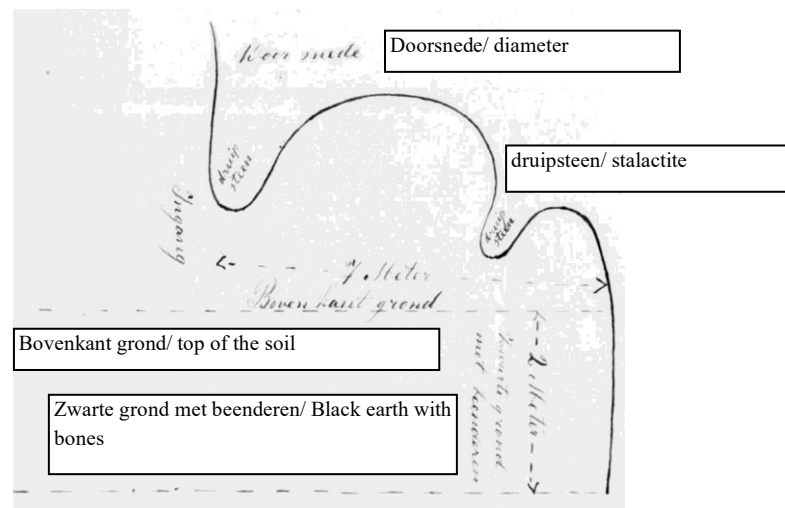 Doorsnede
Doorsnede/ diameter
druip
steen
druipsteen/ stalactite
Ingang
druip
steen
7 Meter
Bovenkant grond
Bovenkant grond/ top of the soil
2 Meter
Zwarte grond
met beenderen
Zwarte grond met beenderen/ Black earth with
bones